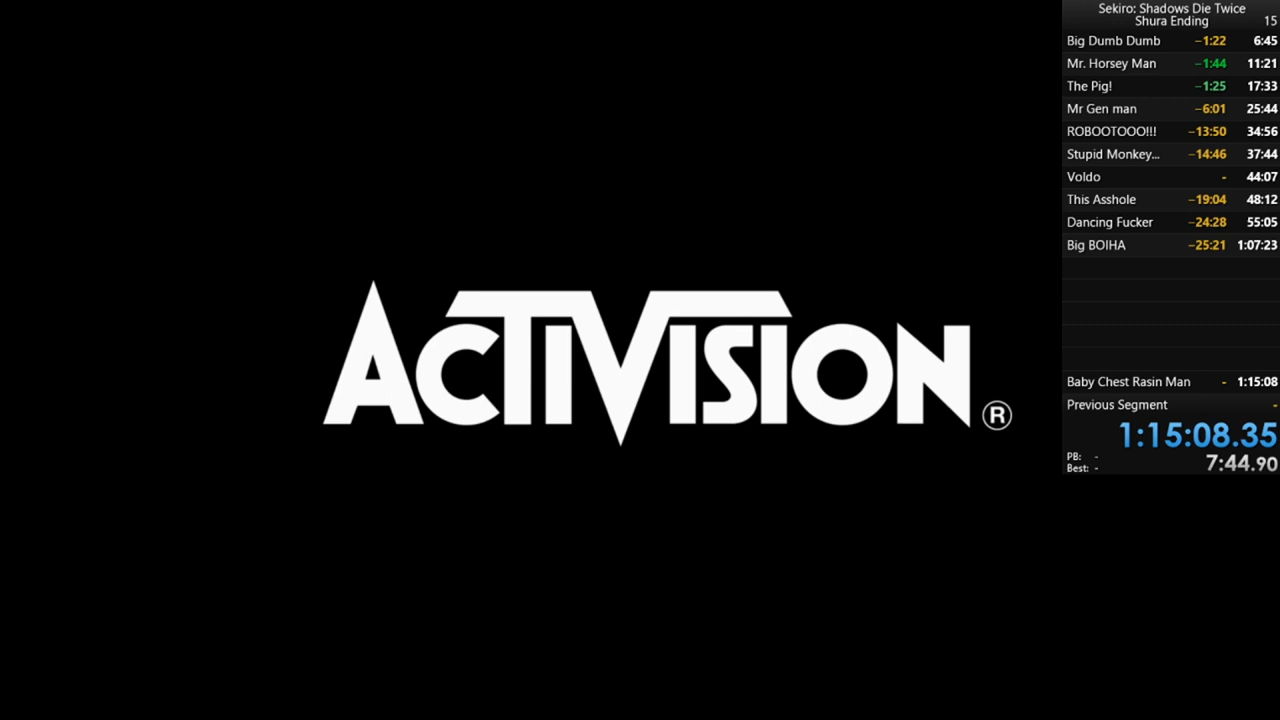 ACTIVISION ®
Sekiro: Shadows Die Twice
Shura Ending 15
Big Dumb Dumb −1:22 6:45
Mr. Horsey Man −1:44 11:21
The Pig! −1:25 17:33
Mr Gen man −6:01 25:44
ROBOOTOOO!!! −13:50 34:56
Stupid Monkey... −14:46 37:44
Voldo - 44:07
This Asshole −19:04 48:12
Dancing Fucker −24:28 55:05
Big BOIHA −25:21 1:07:23
Baby Chest Rasin Man - 1:15:08
Previous Segment -
1:15:08.35
PB: - 7:44.90
Best: -